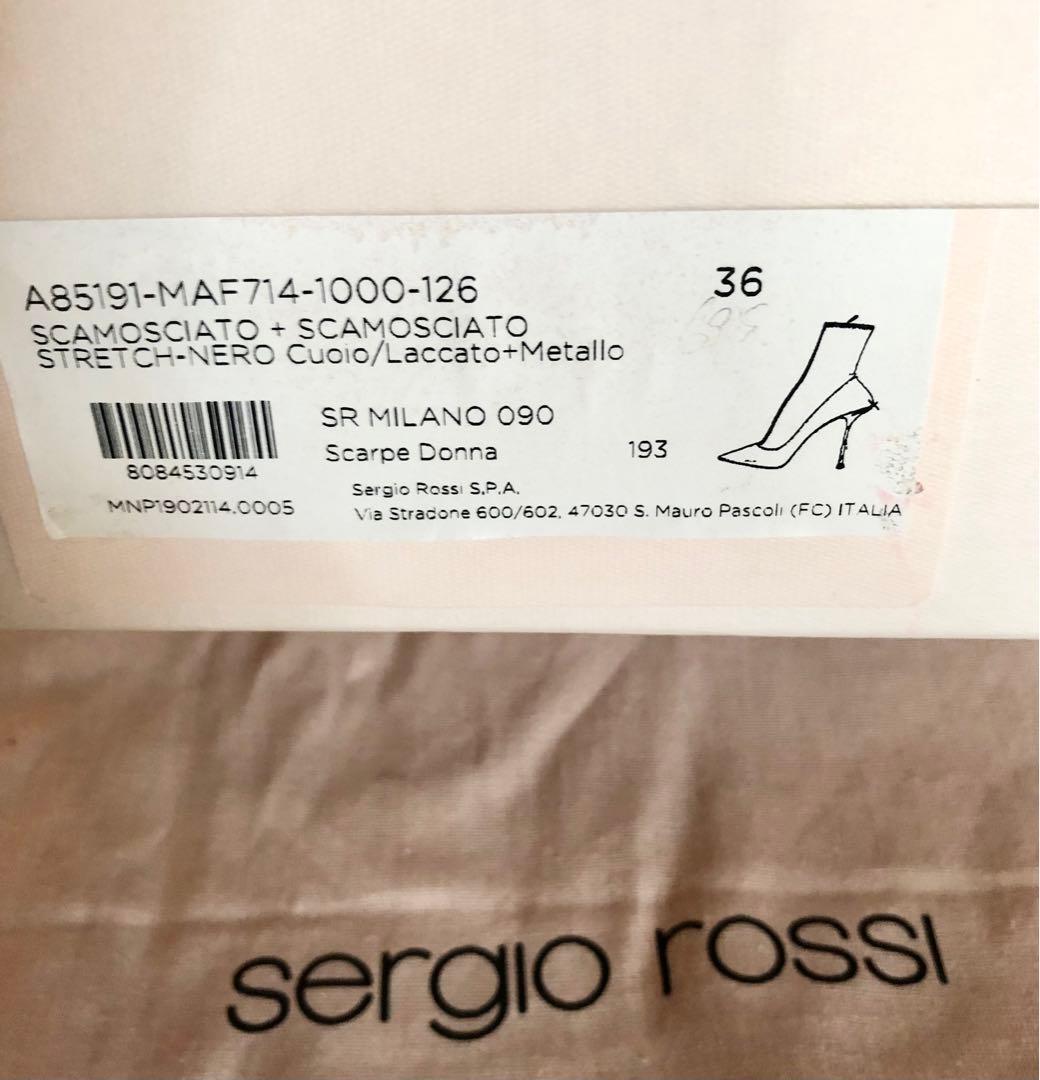 A85191-MAF714-1000-126
36
SCAMOSCIATO + SCAMOSCIATO
STRETCH-NERO Cuoio/Laccato+Metallo
SR MILANO 090
Scarpe Donna 193
8084530914
MNP1902114.0005
Sergio Rossi S.P.A.
Via Stradone 600/602, 47030 S. Mauro Pascoli (FC) ITALIA
sergio rossi